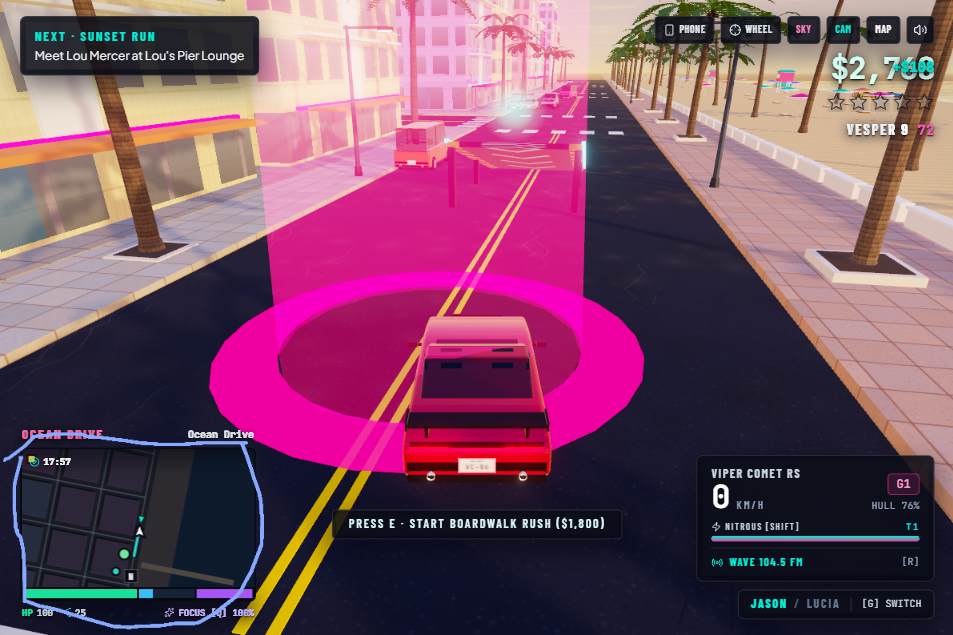 NEXT · SUNSET RUN
Meet Lou Mercer at Lou's Pier Lounge
PHONE
WHEEL
SKY
CAM
MAP
VESPER 9 72
OCEAN DRIVE
Ocean Drive
17:57
HP 100
25
FOCUS [Q] 100%
PRESS E · START BOARDWALK RUSH ($1,800)
VIPER COMET RS
G1
0 KM/H
HULL 76%
NITROUS [SHIFT]
T1
WAVE 104.5 FM
[R]
JASON / LUCIA
[G] SWITCH